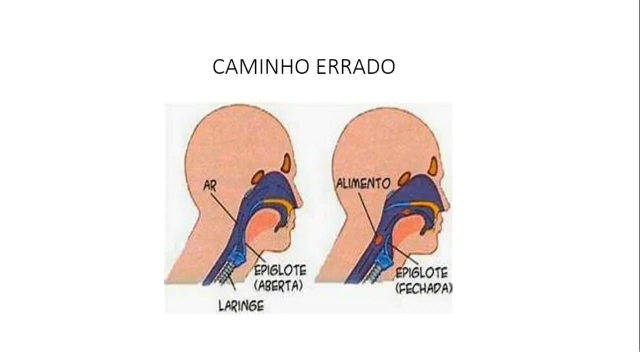 CAMINHO ERRADO
AR
EPIGLOTE
(ABERTA)
LARINGE
ALIMENTO
EPIGLOTE
(FECHADA)